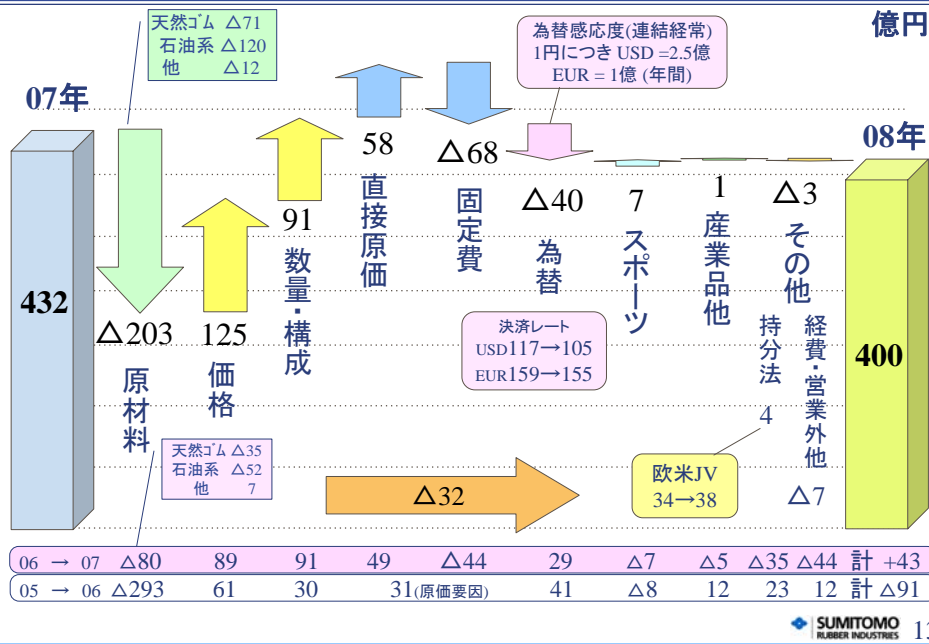 億円
天然ｺﾞﾑ △71
石油系 △120
他 △12
為替感応度(連結経常)
1円につき USD =2.5億
EUR = 1億 (年間)
07年
08年
432
△203
原材料
125
価格
91
数量・構成
58
直接原価
△68
固定費
△40
為替
7
スポーツ
1
産業品他
△3
その他
持分法
4
経費・営業外他
△7
400
決済レート
USD117→105
EUR159→155
天然ｺﾞﾑ △35
石油系 △52
他 7
△32
欧米JV
34→38
06 → 07 △80 89 91 49 △44 29 △7 △5 △35 △44 計 +43
05 → 06 △293 61 30 31(原価要因) 41 △8 12 23 12 計 △91
SUMITOMO
RUBBER INDUSTRIES